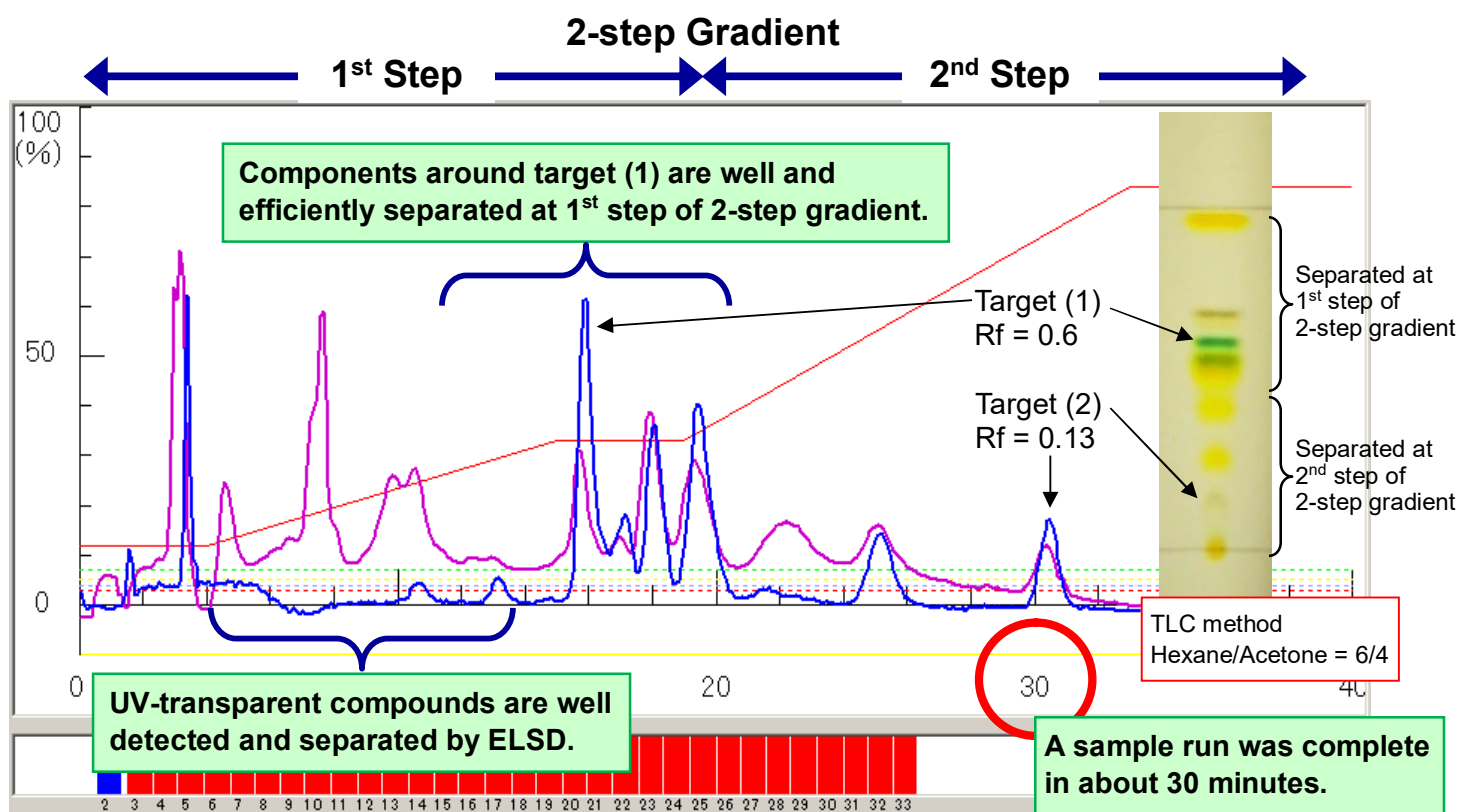 2-step Gradient
1st Step
2nd Step
100
(%)
50
0
Components around target (1) are well and
efficiently separated at 1st step of 2-step gradient.
Target (1)
Rf = 0.6
Target (2)
Rf = 0.13
Separated at
1st step of
2-step gradient
Separated at
2nd step of
2-step gradient
TLC method
Hexane/Acetone = 6/4
0
20
30
40
UV-transparent compounds are well
detected and separated by ELSD.
A sample run was complete
in about 30 minutes.
2 3 4 5 6 7 8 9 10 11 12 13 14 15 16 17 18 19 20 21 22 23 24 25 26 27 28 29 30 31 32 33